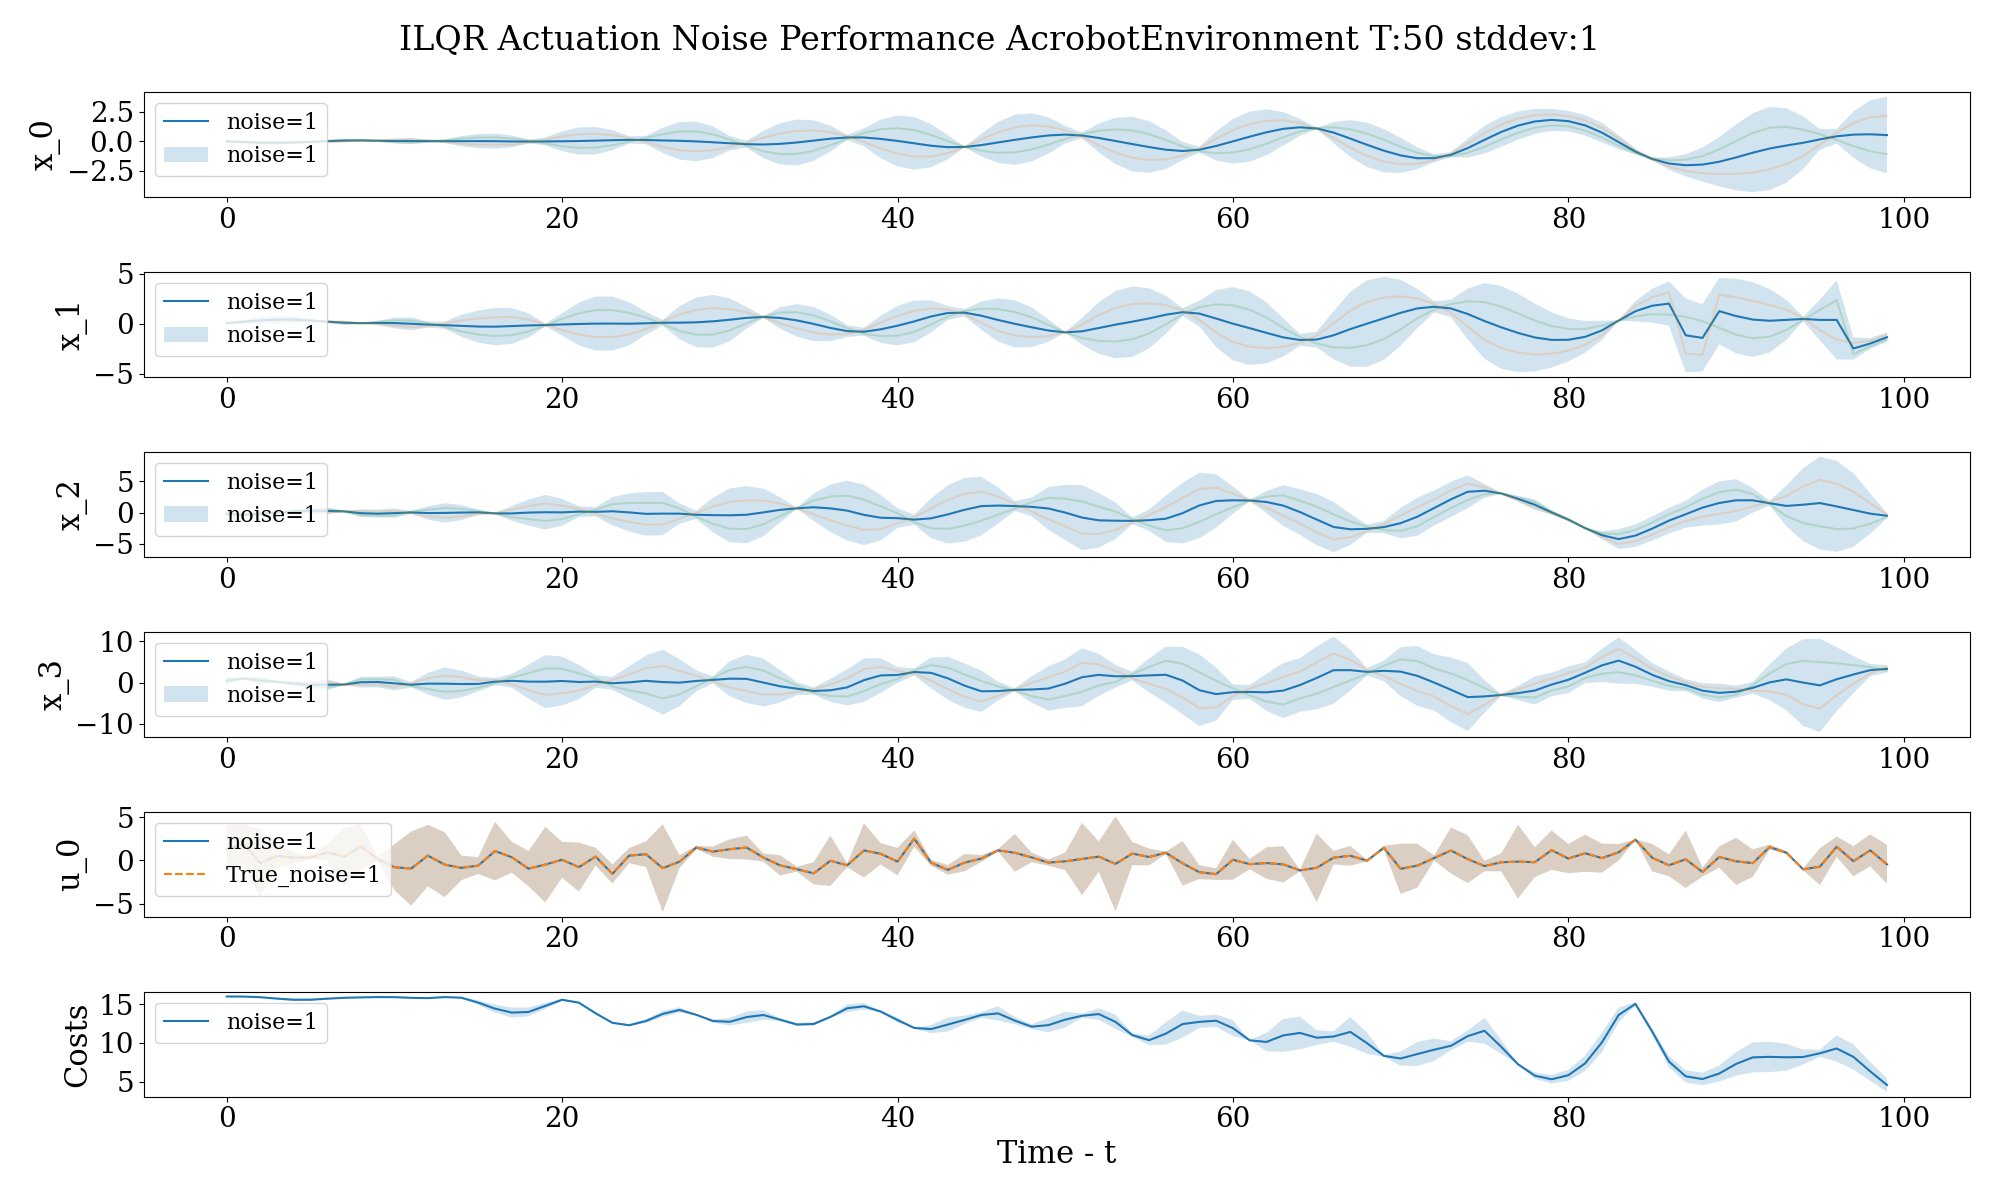 ILQR Actuation Noise Performance AcrobotEnvironment T:50 stddev:1
x_0
2.5
0.0
−2.5
noise=1
noise=1
0 20 40 60 80 100
x_1
5
0
−5
noise=1
noise=1
0 20 40 60 80 100
x_2
5
0
−5
noise=1
noise=1
0 20 40 60 80 100
x_3
10
0
−10
noise=1
noise=1
0 20 40 60 80 100
u_0
5
0
−5
noise=1
True_noise=1
0 20 40 60 80 100
Costs
15
10
5
noise=1
0 20 40 60 80 100
Time - t